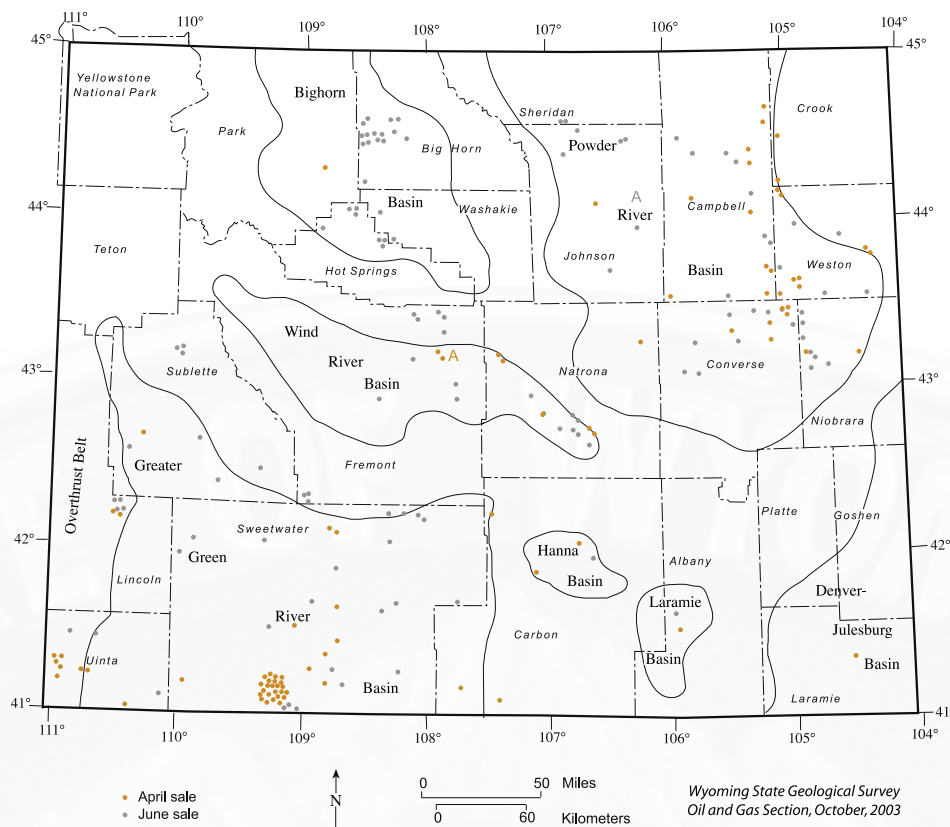 111° 110° 109° 108° 107° 106° 105° 104°
45° 45°
Yellowstone
National Park
Park
Bighorn
Sheridan
Crook
Powder
Big Horn
Basin
Washakie
A
River
Campbell
44° 44°
Teton
Hot Springs
Johnson
Basin
Weston
Wind
River
A
Basin
Natrona
Converse
Sublette
43° 43°
Niobrara
Overthrust Belt
Greater
Fremont
Platte
Goshen
Sweetwater
42° 42°
Green
Hanna
Basin
Albany
Lincoln
Laramie
Denver-
River
Carbon
Julesburg
Uinta
Basin
Basin
Basin
Laramie
41° 41
111° 110° 109° 108° 107° 106° 105° 104°
April sale
June sale
N
0 50 Miles
0 60 Kilometers
Wyoming State Geological Survey
Oil and Gas Section, October, 2003